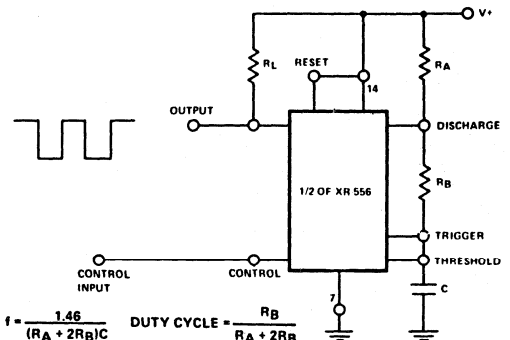 V+
RL
RESET
RA
14
OUTPUT
DISCHARGE
RB
1/2 OF XR 556
TRIGGER
THRESHOLD
CONTROL INPUT
CONTROL
C
7
f = 1.46 / (RA + 2RB)C
DUTY CYCLE = RB / RA + 2RB